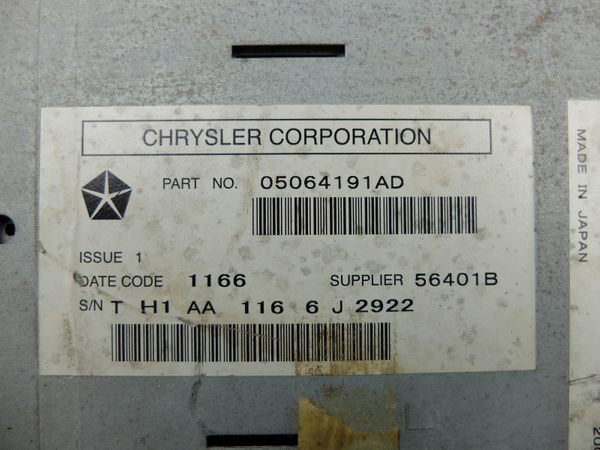 CHRYSLER CORPORATION
PART NO. 05064191AD
ISSUE 1
DATE CODE 1166 SUPPLIER 56401B
S/N T H1 AA 116 6 J 2922
MADE IN JAPAN